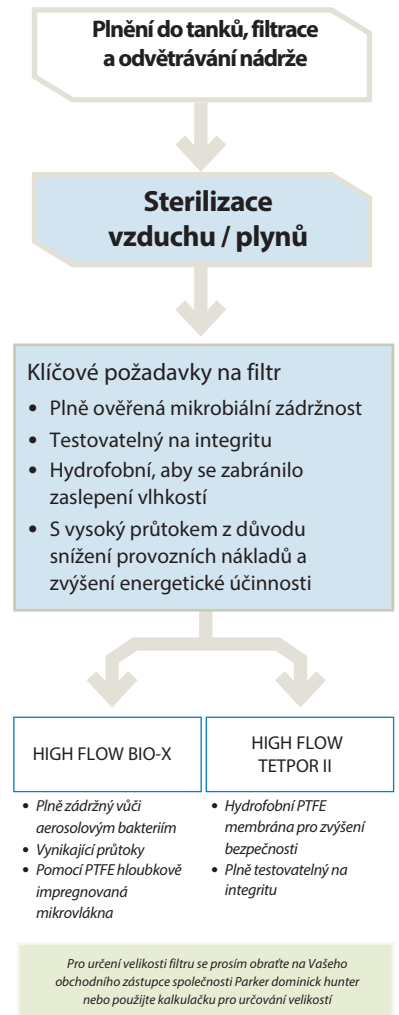 Plnění do tanků, filtrace
a odvětrávání nádrže
Sterilizace
vzduchu / plynů
Klíčové požadavky na filtr
• Plně ověřená mikrobiální zádržnost
• Testovatelný na integritu
• Hydrofobní, aby se zabránilo
zaslepení vlhkostí
• S vysoký průtokem z důvodu
snížení provozních nákladů a
zvýšení energetické účinnosti
HIGH FLOW BIO-X
• Plně zádržný vůči
aerosolovým bakteriím
• Vynikající průtoky
• Pomocí PTFE hloubkově
impregnovaná
mikrovlákna
HIGH FLOW
TETPOR II
• Hydrofobní PTFE
membrána pro zvýšení
bezpečnosti
• Plně testovatelný na
integritu
Pro určení velikosti filtru se prosím obraťte na Vašeho
obchodního zástupce společnosti Parker dominick hunter
nebo použijte kalkulačku pro určování velikostí